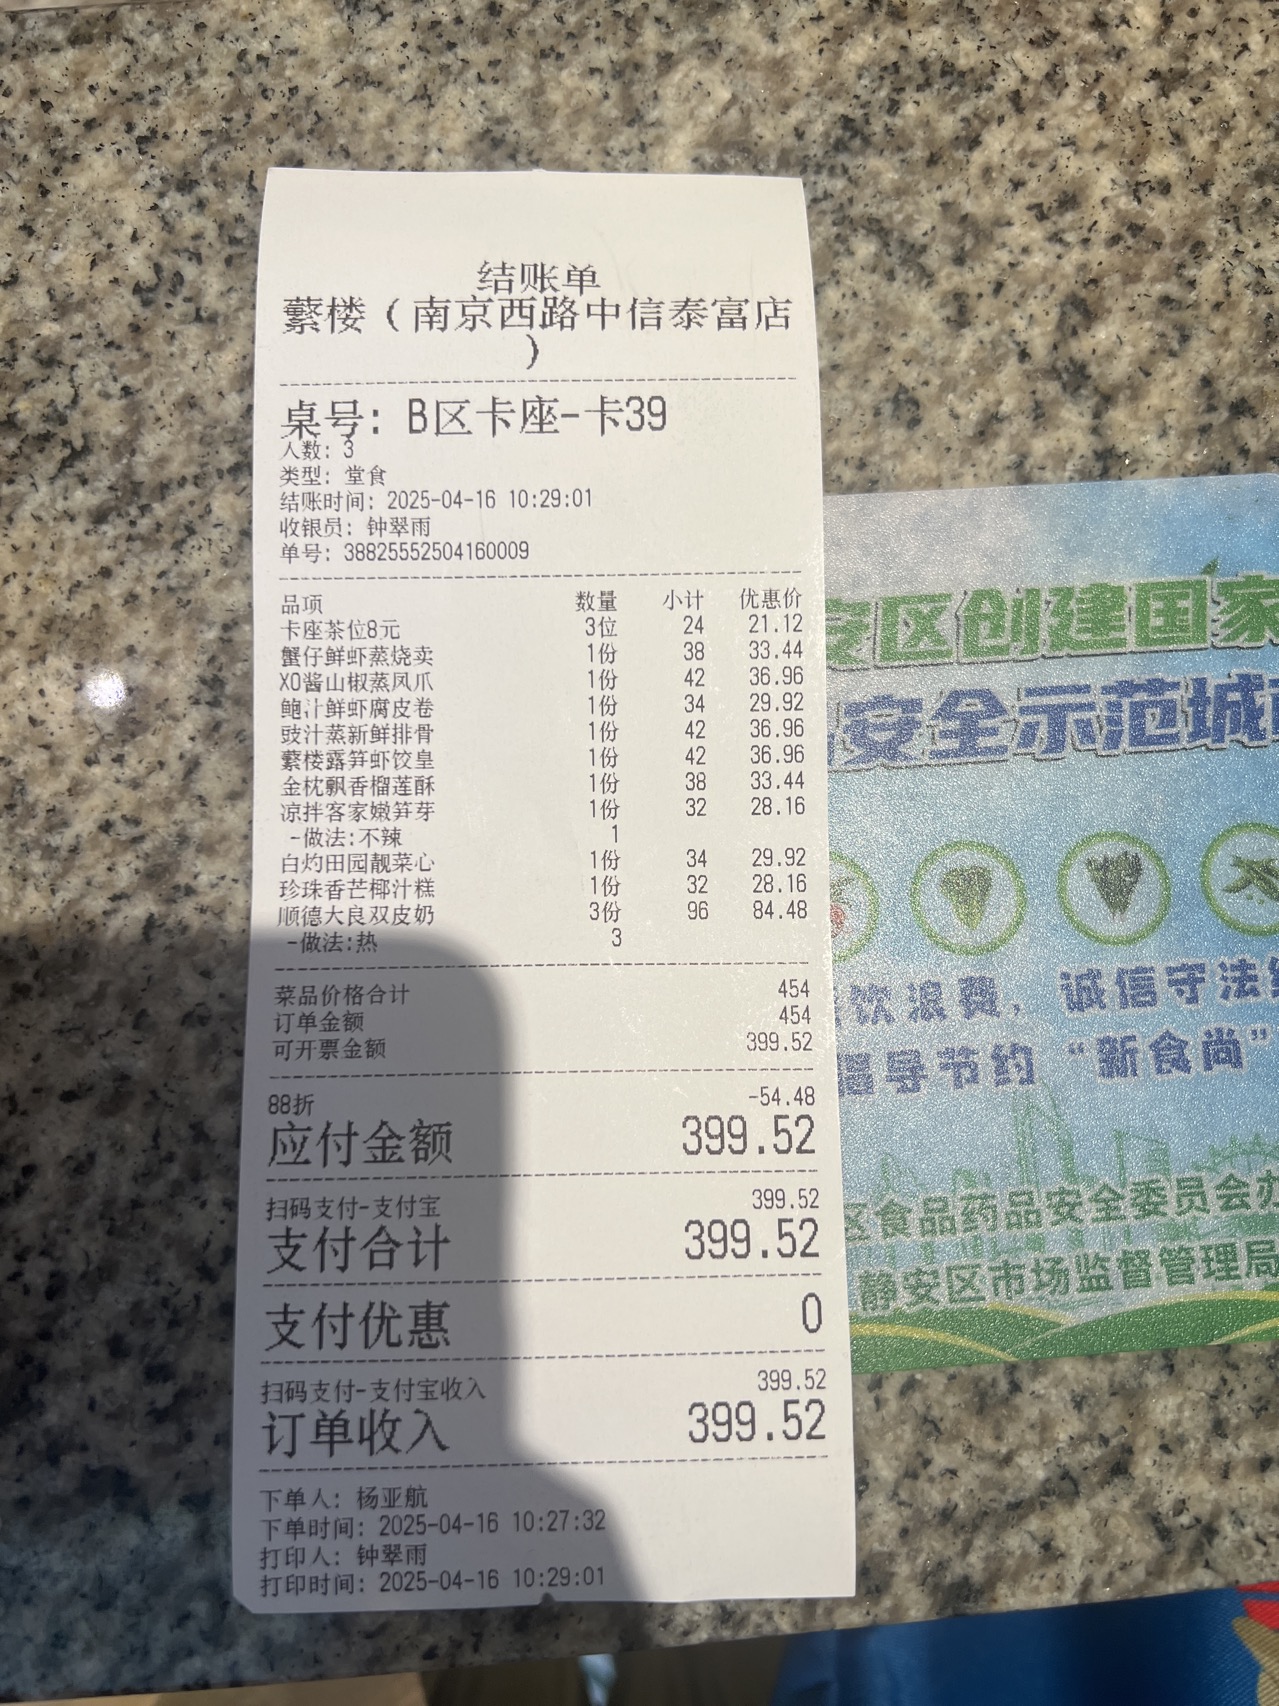 结账单
蘩楼（南京西路中信泰富店
）
桌号: B区卡座-卡39
人数: 3
类型: 堂食
结账时间: 2025-04-16 10:29:01
收银员: 钟翠雨
单号: 38825552504160009
品项 数量 小计 优惠价
卡座茶位8元 3位 24 21.12
蟹仔鲜虾蒸烧卖 1份 38 33.44
XO酱山椒蒸凤爪 1份 42 36.96
鲍汁鲜虾腐皮卷 1份 34 29.92
豉汁蒸新鲜排骨 1份 42 36.96
蘩楼露笋虾饺皇 1份 42 36.96
金枕飘香榴莲酥 1份 38 33.44
凉拌客家嫩笋芽 1份 32 28.16
-做法:不辣 1
白灼田园靓菜心 1份 34 29.92
珍珠香芒椰汁糕 1份 32 28.16
顺德大良双皮奶 3份 96 84.48
-做法:热 3
菜品价格合计 454
订单金额 454
可开票金额 399.52
88折 -54.48
应付金额 399.52
扫码支付-支付宝 399.52
支付合计 399.52
支付优惠 0
扫码支付-支付宝收入 399.52
订单收入 399.52
下单人: 杨亚航
下单时间: 2025-04-16 10:27:32
打印人: 钟翠雨
打印时间: 2025-04-16 10:29:01
安区创建国家
安全示范城
饮浪费，诚信守法
倡导节约“新食尚”
区食品药品安全委员会办
静安区市场监督管理局